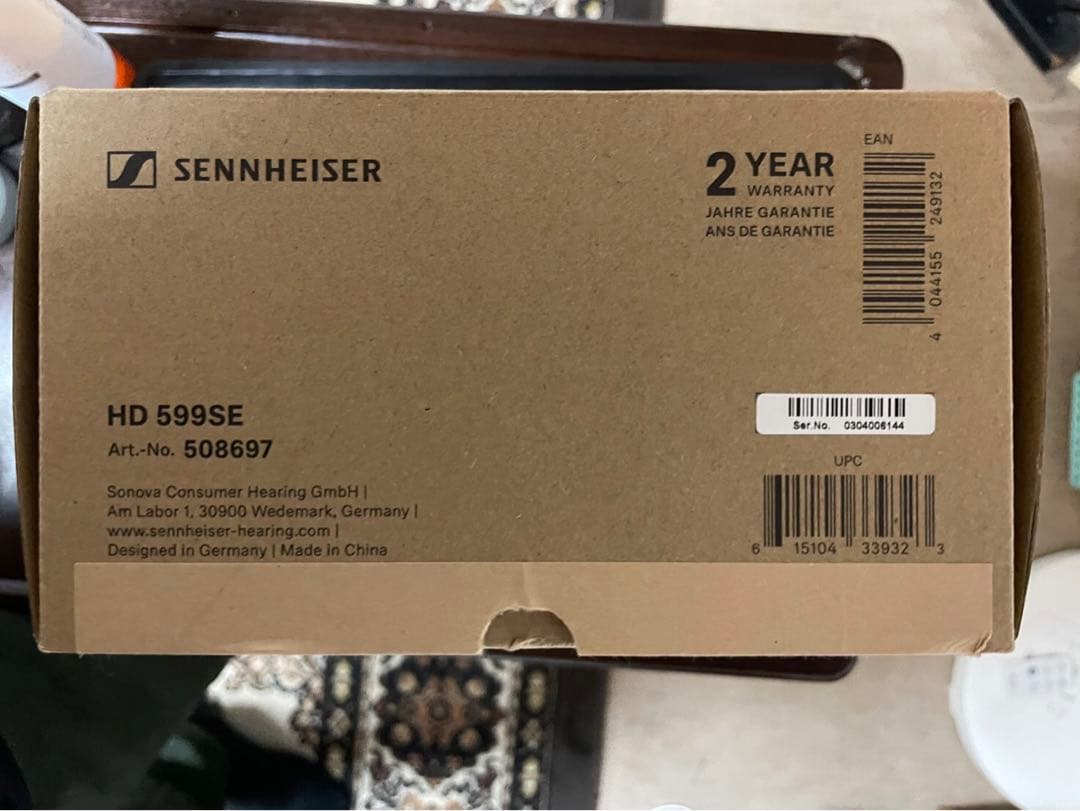 SENNHEISER
2 YEAR
WARRANTY
JAHRE GARANTIE
ANS DE GARANTIE
EAN
4 044155 249132
HD 599SE
Art.-No. 508697
Sonova Consumer Hearing GmbH |
Am Labor 1, 30900 Wedemark, Germany |
www.sennheiser-hearing.com |
Designed in Germany | Made in China
Ser.No. 0304006144
UPC
6 15104 33932 3